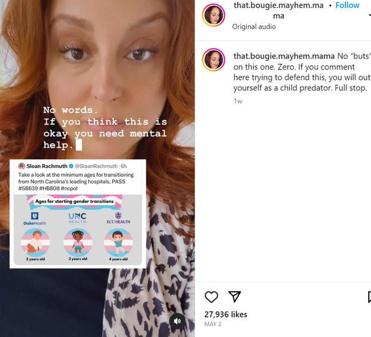 that.bougie.mayhem.ma • Follow
ma
Original audio
that.bougie.mayhem.mama No "buts"
on this one. Zero. If you comment
here trying to defend this, you will out
yourself as a child predator. Full stop.
1w
No words.
If you think this is
okay you need mental
help.
Sloan Rachmuth @SloanRachmuth · 6h
Take a look at the minimum ages for transitioning
from North Carolina's leading hospitals. PASS
#SB639 #HB808 #ncpol
Ages for starting gender transitions
DukeHealth
UNC
HEALTH
ECU HEALTH
2 years old
3 years old
4 years old
27,936 likes
MAY 2